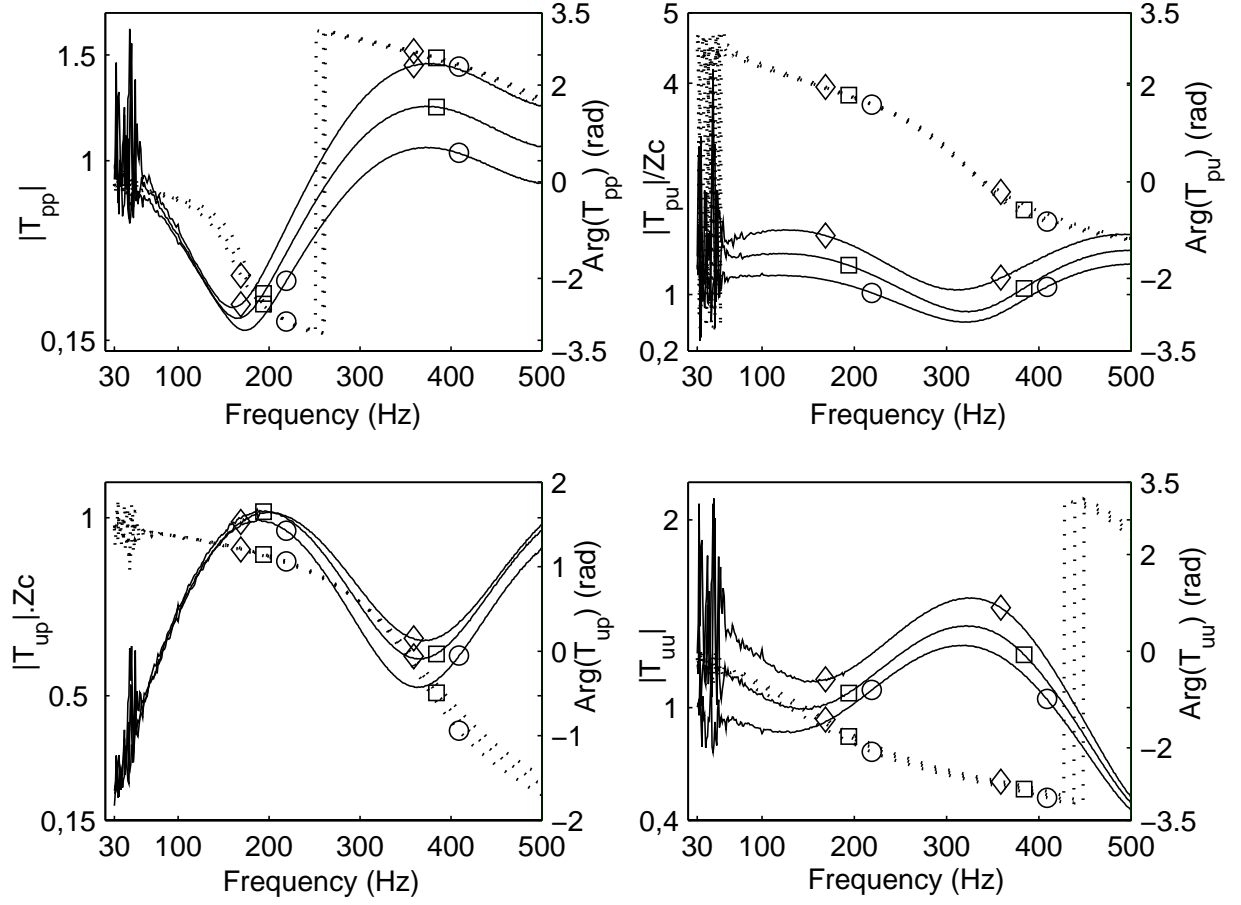 3.5
1.5
2
|T_pp|
1
0
Arg(T_pp) (rad)
−2
0,15
−3.5
30 100 200 300 400 500
Frequency (Hz)
5
3.5
4
2
3
|T_pu|/Zc
0
Arg(T_pu) (rad)
1
−2
0,2
−3.5
30 100 200 300 400 500
Frequency (Hz)
2
1
1
|T_up|.Zc
0
Arg(T_up) (rad)
0.5
−1
0,15
−2
30 100 200 300 400 500
Frequency (Hz)
3.5
2
2
|T_uu|
0
Arg(T_uu) (rad)
1
−2
0,4
−3.5
30 100 200 300 400 500
Frequency (Hz)